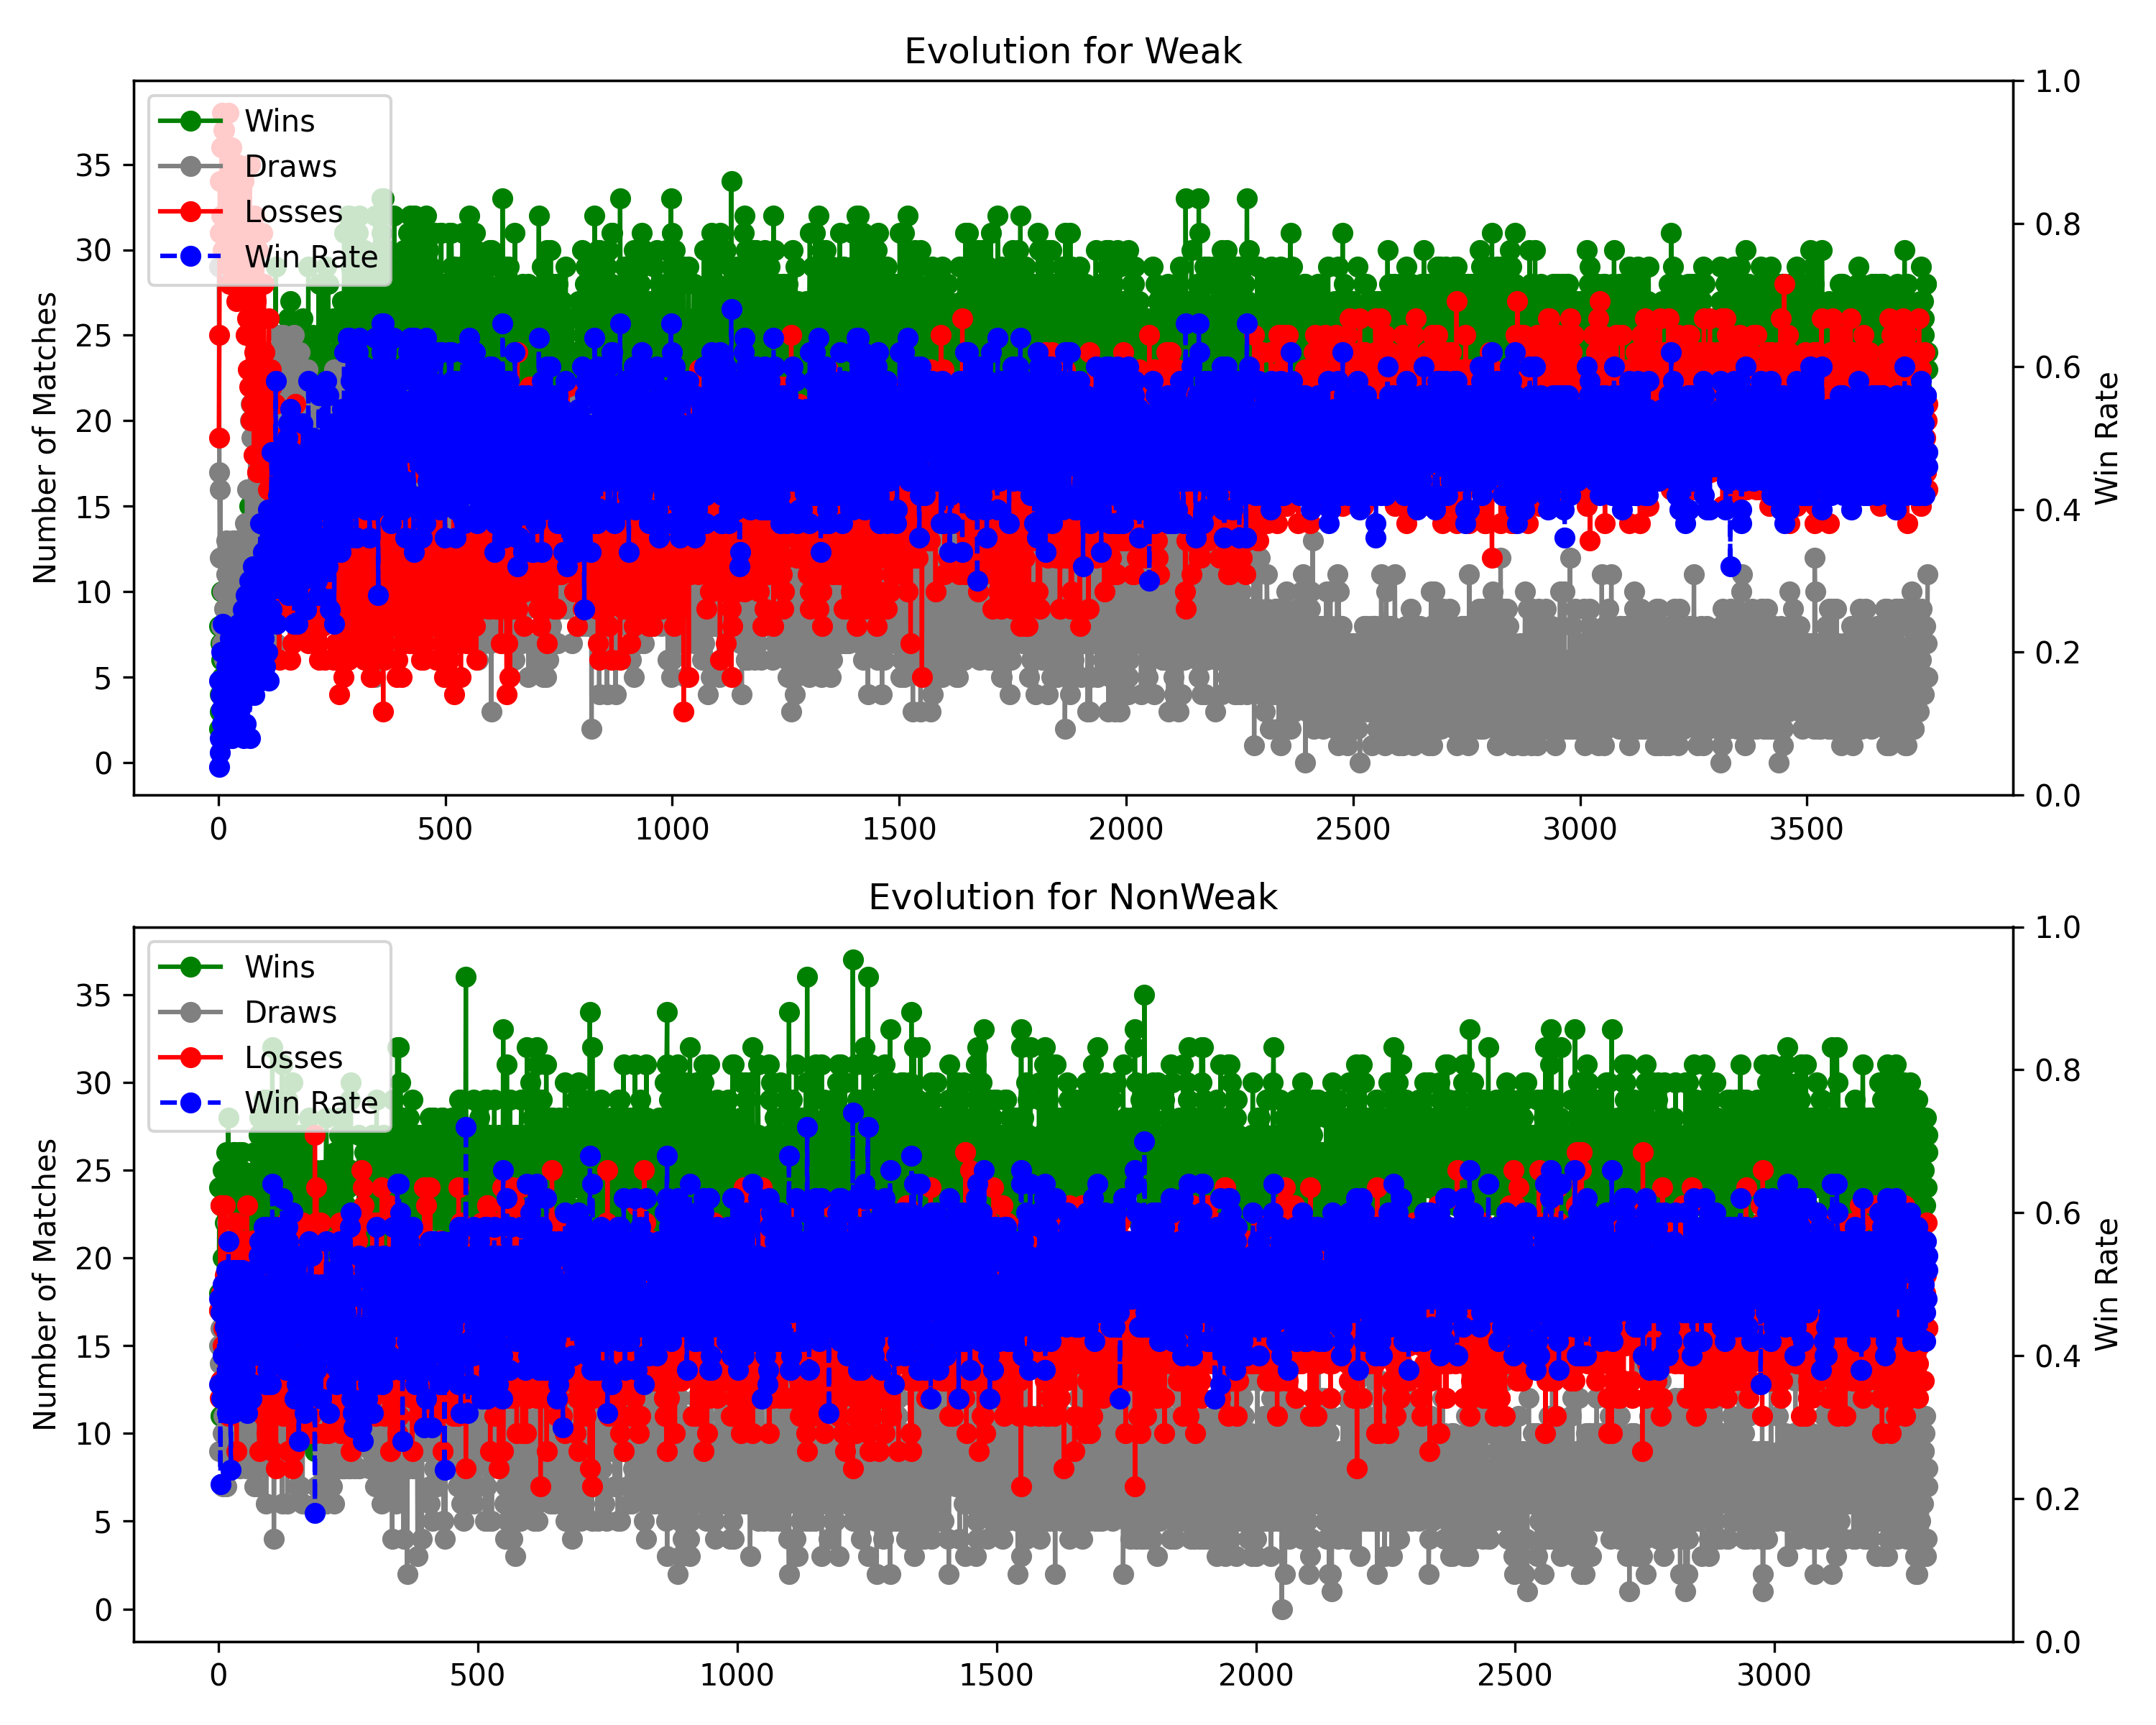 Evolution for Weak
Wins
Draws
Losses
Win Rate
Number of Matches
35
30
25
20
15
10
5
0
1.0
0.8
0.6
0.4
0.2
0.0
Win Rate
0 500 1000 1500 2000 2500 3000 3500
Evolution for NonWeak
Wins
Draws
Losses
Win Rate
Number of Matches
35
30
25
20
15
10
5
0
1.0
0.8
0.6
0.4
0.2
0.0
Win Rate
0 500 1000 1500 2000 2500 3000